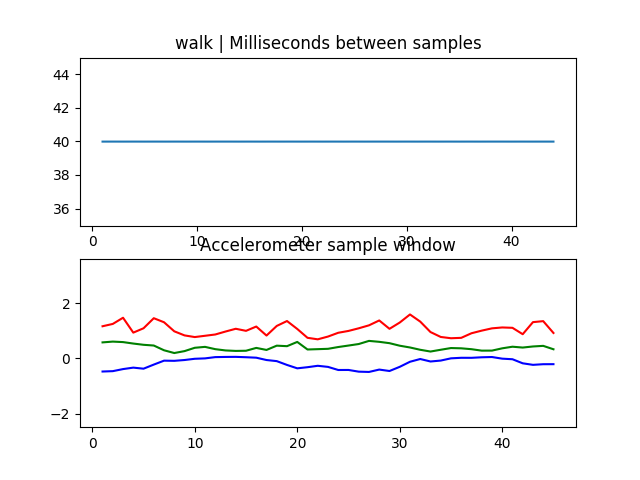 walk | Milliseconds between samples
44
42
40
38
36
0 10 20 30 40
Accelerometer sample window
2
0
−2
0 10 20 30 40